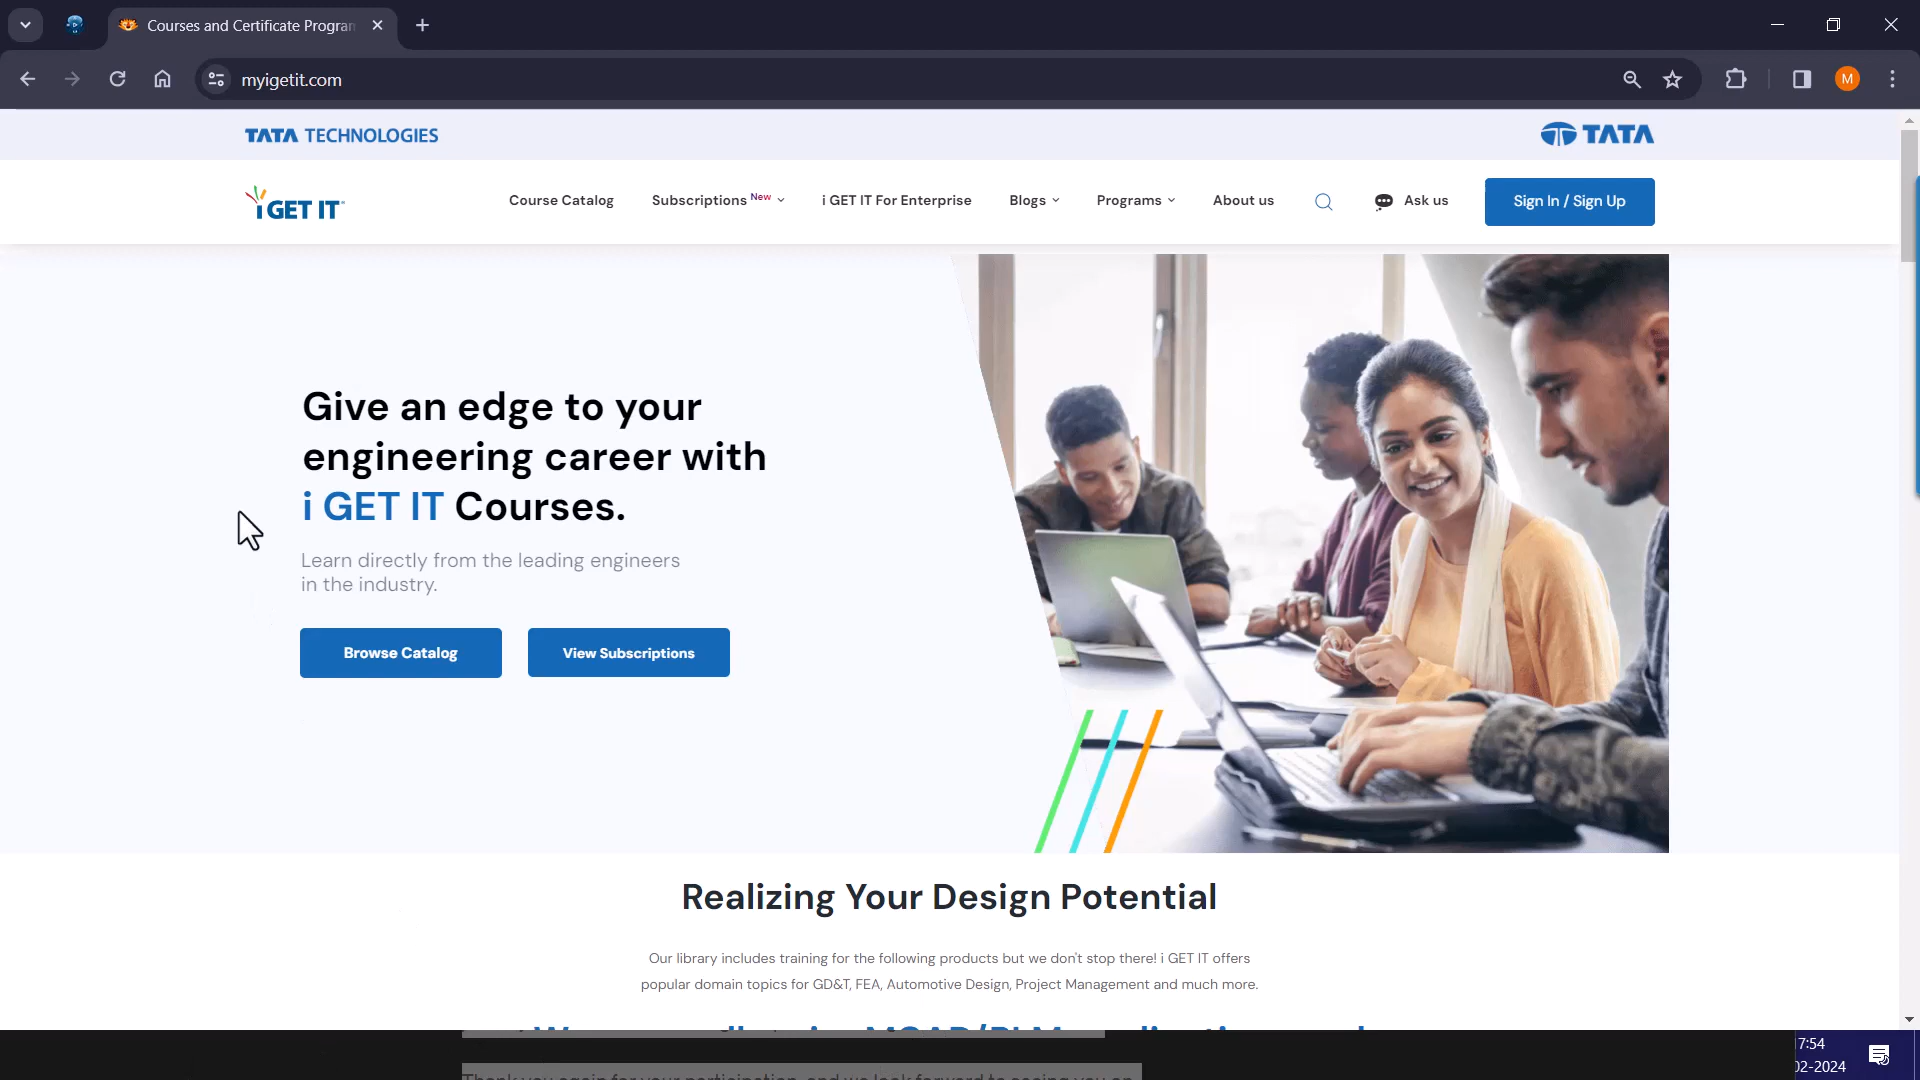 Courses and Certificate Program
myigetit.com
M
TATA TECHNOLOGIES
TATA
i GET IT
Course Catalog
Subscriptions New
i GET IT For Enterprise
Blogs
Programs
About us
Ask us
Sign In / Sign Up
Give an edge to your
engineering career with
i GET IT Courses.
Learn directly from the leading engineers
in the industry.
Browse Catalog
View Subscriptions
Realizing Your Design Potential
Our library includes training for the following products but we don't stop there! i GET IT offers
popular domain topics for GD&T, FEA, Automotive Design, Project Management and much more.
7:54
02-2024